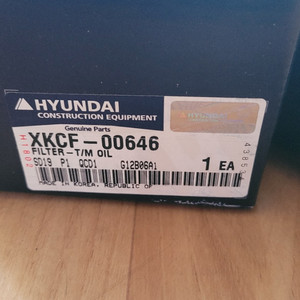 HYUNDAI
CONSTRUCTION EQUIPMENT
Genuine Parts
XKCF-00646
FILTER-T/M OIL
SD19 P1 QCD1 G12B06A1
1 EA
MADE IN KOREA, REPUBLIC OF